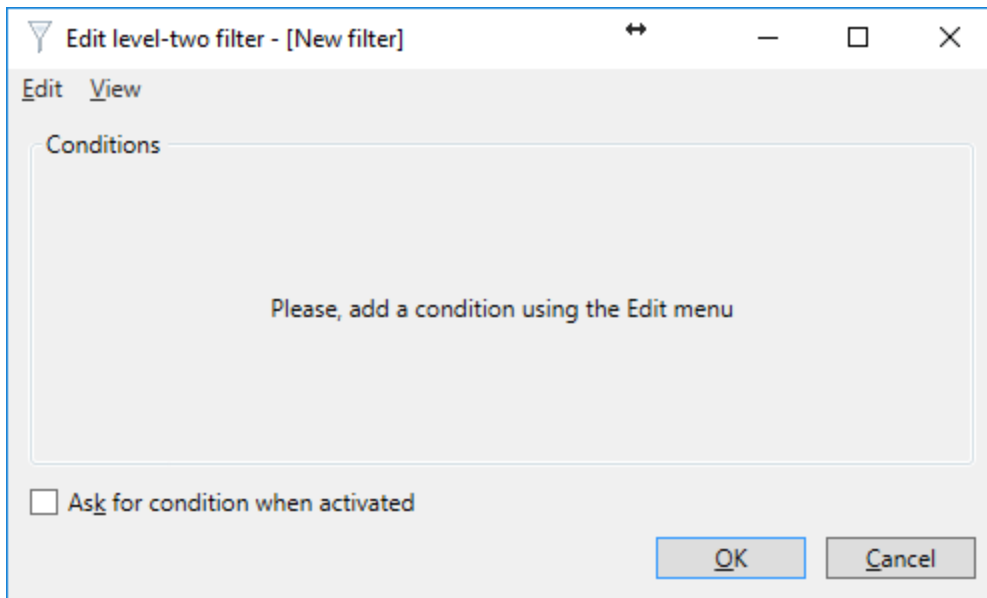 Edit level-two filter - [New filter]
Edit View
Conditions
Please, add a condition using the Edit menu
Ask for condition when activated
OK Cancel